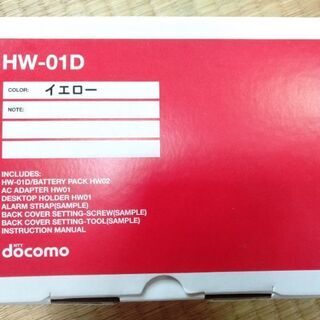 HW-01D
COLOR: イエロー
NOTE:
INCLUDES:
HW-01D/BATTERY PACK HW02
AC ADAPTER HW01
DESKTOP HOLDER HW01
ALARM STRAP(SAMPLE)
BACK COVER SETTING-SCREW(SAMPLE)
BACK COVER SETTING-TOOL(SAMPLE)
INSTRUCTION MANUAL
NTT
docomo